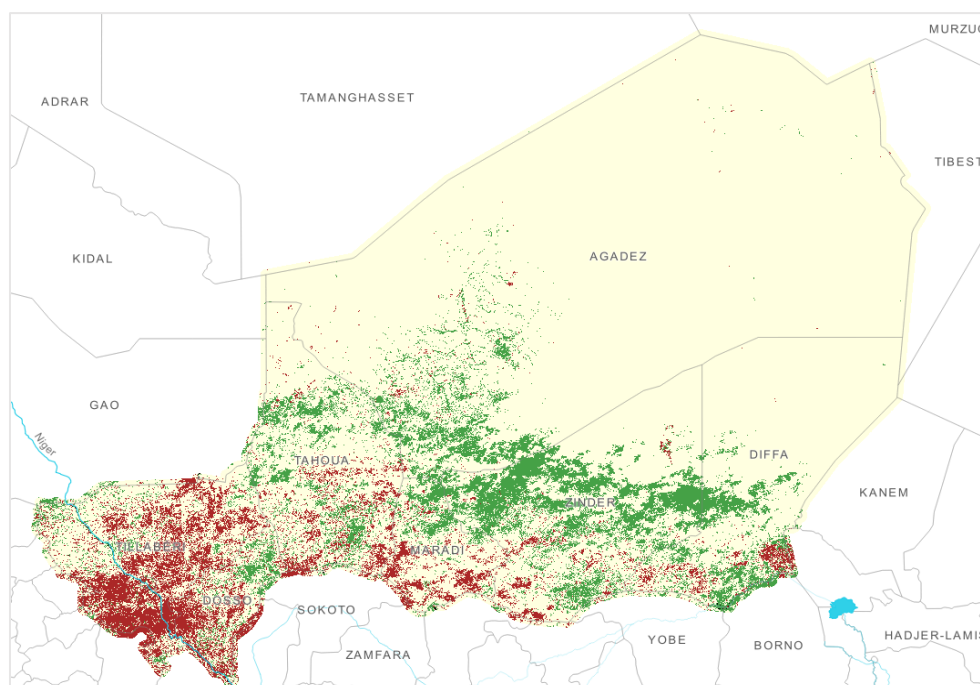 MURZUQ
ADRAR
TAMANGHASSET
TIBEST
KIDAL
AGADEZ
GAO
Niger
DIFFA
TAHOUA
KANEM
ZINDER
TILLABERI
MARADI
DOSSO
SOKOTO
HADJER-LAMIS
YOBE
BORNO
ZAMFARA